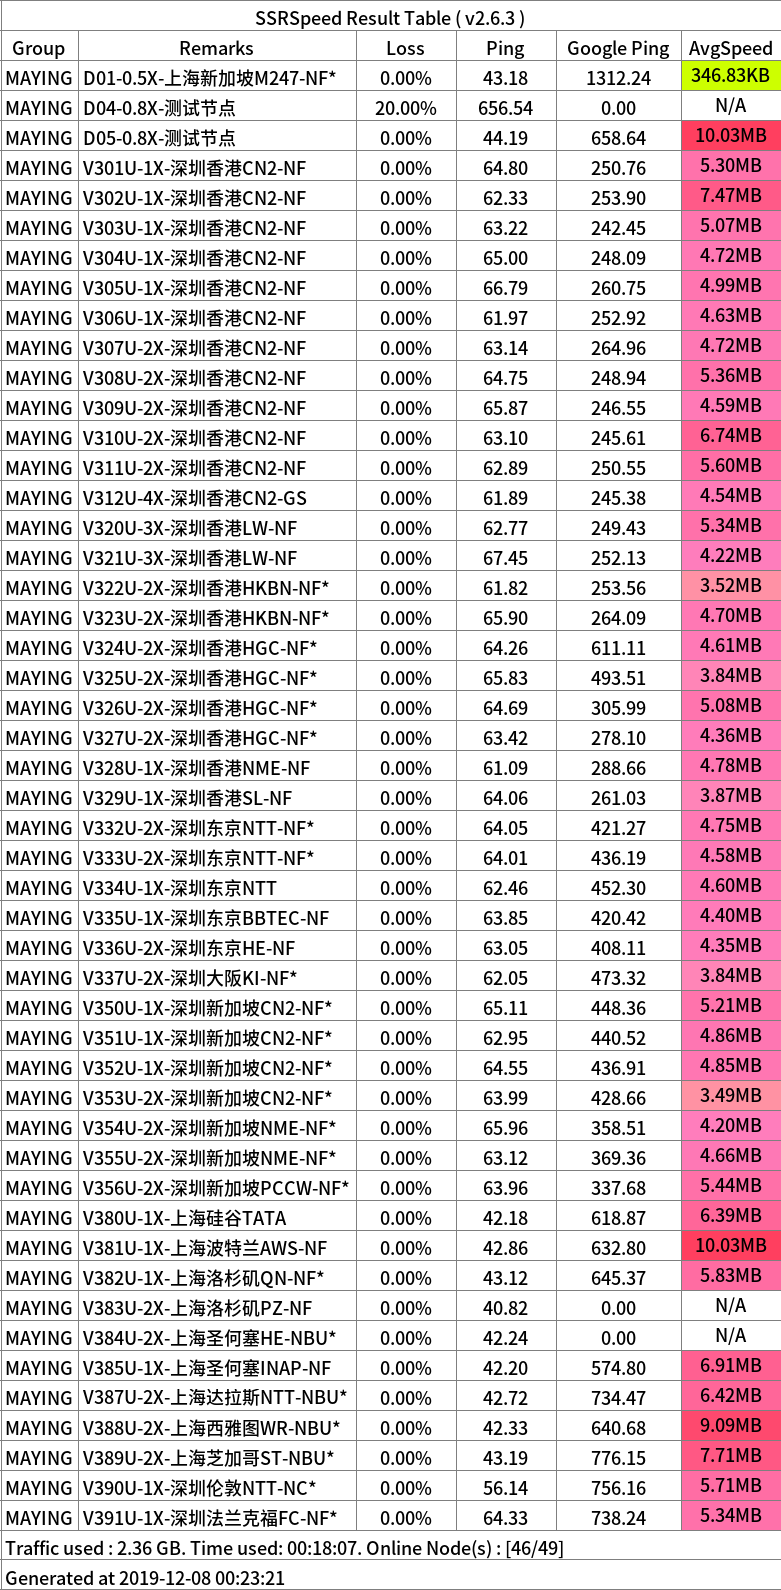 SSRSpeed Result Table ( v2.6.3 )
Group Remarks Loss Ping Google Ping AvgSpeed
MAYING D01-0.5X-上海新加坡M247-NF* 0.00% 43.18 1312.24 346.83KB
MAYING D04-0.8X-测试节点 20.00% 656.54 0.00 N/A
MAYING D05-0.8X-测试节点 0.00% 44.19 658.64 10.03MB
MAYING V301U-1X-深圳香港CN2-NF 0.00% 64.80 250.76 5.30MB
MAYING V302U-1X-深圳香港CN2-NF 0.00% 62.33 253.90 7.47MB
MAYING V303U-1X-深圳香港CN2-NF 0.00% 63.22 242.45 5.07MB
MAYING V304U-1X-深圳香港CN2-NF 0.00% 65.00 248.09 4.72MB
MAYING V305U-1X-深圳香港CN2-NF 0.00% 66.79 260.75 4.99MB
MAYING V306U-1X-深圳香港CN2-NF 0.00% 61.97 252.92 4.63MB
MAYING V307U-2X-深圳香港CN2-NF 0.00% 63.14 264.96 4.72MB
MAYING V308U-2X-深圳香港CN2-NF 0.00% 64.75 248.94 5.36MB
MAYING V309U-2X-深圳香港CN2-NF 0.00% 65.87 246.55 4.59MB
MAYING V310U-2X-深圳香港CN2-NF 0.00% 63.10 245.61 6.74MB
MAYING V311U-2X-深圳香港CN2-NF 0.00% 62.89 250.55 5.60MB
MAYING V312U-4X-深圳香港CN2-GS 0.00% 61.89 245.38 4.54MB
MAYING V320U-3X-深圳香港LW-NF 0.00% 62.77 249.43 5.34MB
MAYING V321U-3X-深圳香港LW-NF 0.00% 67.45 252.13 4.22MB
MAYING V322U-2X-深圳香港HKBN-NF* 0.00% 61.82 253.56 3.52MB
MAYING V323U-2X-深圳香港HKBN-NF* 0.00% 65.90 264.09 4.70MB
MAYING V324U-2X-深圳香港HGC-NF* 0.00% 64.26 611.11 4.61MB
MAYING V325U-2X-深圳香港HGC-NF* 0.00% 65.83 493.51 3.84MB
MAYING V326U-2X-深圳香港HGC-NF* 0.00% 64.69 305.99 5.08MB
MAYING V327U-2X-深圳香港HGC-NF* 0.00% 63.42 278.10 4.36MB
MAYING V328U-1X-深圳香港NME-NF 0.00% 61.09 288.66 4.78MB
MAYING V329U-1X-深圳香港SL-NF 0.00% 64.06 261.03 3.87MB
MAYING V332U-2X-深圳东京NTT-NF* 0.00% 64.05 421.27 4.75MB
MAYING V333U-2X-深圳东京NTT-NF* 0.00% 64.01 436.19 4.58MB
MAYING V334U-1X-深圳东京NTT 0.00% 62.46 452.30 4.60MB
MAYING V335U-1X-深圳东京BBTEC-NF 0.00% 63.85 420.42 4.40MB
MAYING V336U-2X-深圳东京HE-NF 0.00% 63.05 408.11 4.35MB
MAYING V337U-2X-深圳大阪KI-NF* 0.00% 62.05 473.32 3.84MB
MAYING V350U-1X-深圳新加坡CN2-NF* 0.00% 65.11 448.36 5.21MB
MAYING V351U-1X-深圳新加坡CN2-NF* 0.00% 62.95 440.52 4.86MB
MAYING V352U-1X-深圳新加坡CN2-NF* 0.00% 64.55 436.91 4.85MB
MAYING V353U-2X-深圳新加坡CN2-NF* 0.00% 63.99 428.66 3.49MB
MAYING V354U-2X-深圳新加坡NME-NF* 0.00% 65.96 358.51 4.20MB
MAYING V355U-2X-深圳新加坡NME-NF* 0.00% 63.12 369.36 4.66MB
MAYING V356U-2X-深圳新加坡PCCW-NF* 0.00% 63.96 337.68 5.44MB
MAYING V380U-1X-上海硅谷TATA 0.00% 42.18 618.87 6.39MB
MAYING V381U-1X-上海波特兰AWS-NF 0.00% 42.86 632.80 10.03MB
MAYING V382U-1X-上海洛杉矶QN-NF* 0.00% 43.12 645.37 5.83MB
MAYING V383U-2X-上海洛杉矶PZ-NF 0.00% 40.82 0.00 N/A
MAYING V384U-2X-上海圣何塞HE-NBU* 0.00% 42.24 0.00 N/A
MAYING V385U-1X-上海圣何塞INAP-NF 0.00% 42.20 574.80 6.91MB
MAYING V387U-2X-上海达拉斯NTT-NBU* 0.00% 42.72 734.47 6.42MB
MAYING V388U-2X-上海西雅图WR-NBU* 0.00% 42.33 640.68 9.09MB
MAYING V389U-2X-上海芝加哥ST-NBU* 0.00% 43.19 776.15 7.71MB
MAYING V390U-1X-深圳伦敦NTT-NC* 0.00% 56.14 756.16 5.71MB
MAYING V391U-1X-深圳法兰克福FC-NF* 0.00% 64.33 738.24 5.34MB
Traffic used : 2.36 GB. Time used: 00:18:07. Online Node(s) : [46/49]
Generated at 2019-12-08 00:23:21